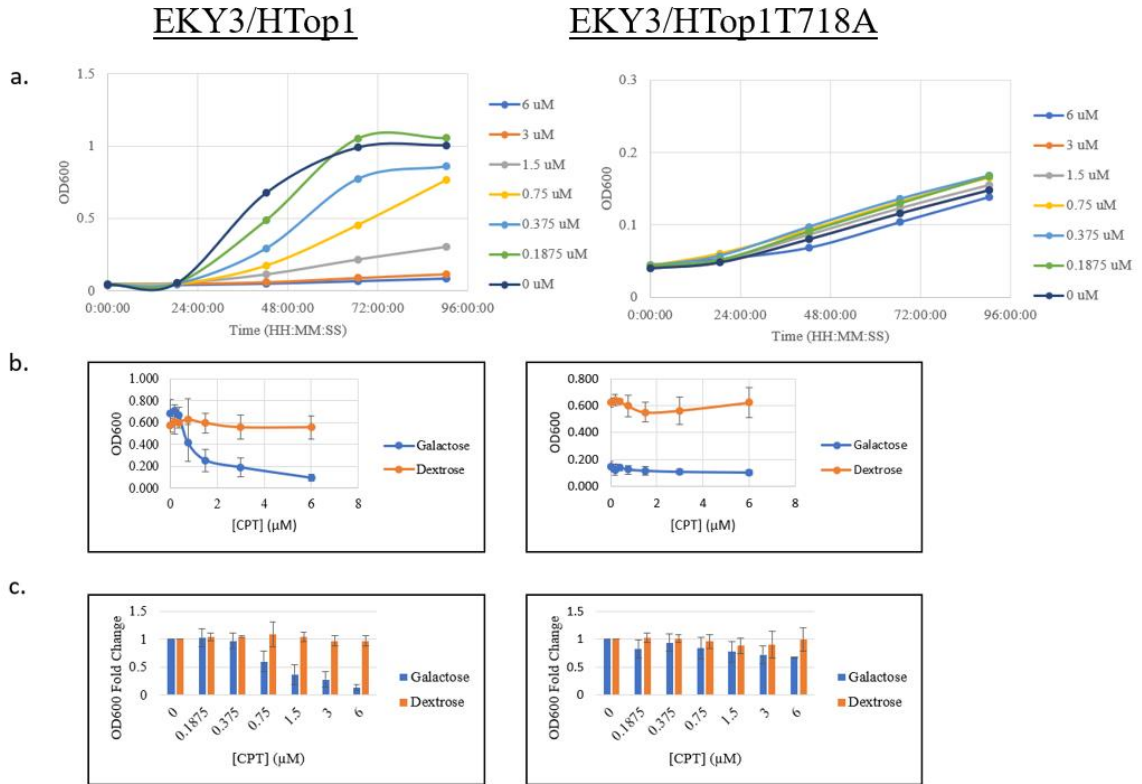 EKY3/HTop1
EKY3/HTop1T718A
a.
1.5
1
0.5
0
OD600
0:00:00
24:00:00
48:00:00
72:00:00
96:00:00
Time (HH:MM:SS)
6 uM
3 uM
1.5 uM
0.75 uM
0.375 uM
0.1875 uM
0 uM
0.3
0.2
0.1
0
OD600
0:00:00
24:00:00
48:00:00
72:00:00
96:00:00
Time (HH:MM:SS)
6 uM
3 uM
1.5 uM
0.75 uM
0.375 uM
0.1875 uM
0 uM
b.
1.000
0.800
0.600
0.400
0.200
0.000
OD600
0 2 4 6 8
[CPT] (µM)
Galactose
Dextrose
0.800
0.600
0.400
0.200
0.000
OD600
0 2 4 6 8
[CPT] (µM)
Galactose
Dextrose
c.
1.5
1
0.5
0
OD600 Fold Change
0 0.1875 0.375 0.75 1.5 3 6
[CPT] (µM)
Galactose
Dextrose
1.5
1
0.5
0
OD600 Fold Change
0 0.1875 0.375 0.75 1.5 3 6
[CPT] (µM)
Galactose
Dextrose